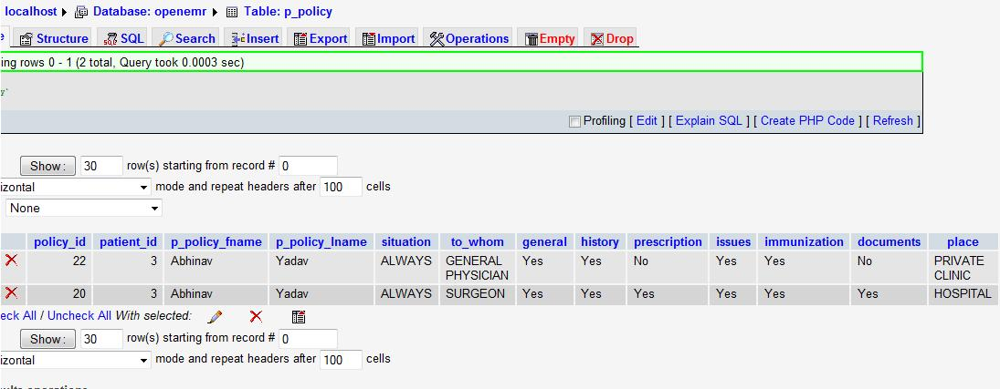 localhost Database: openemr Table: p_policy
Structure SQL Search Insert Export Import Operations Empty Drop
ing rows 0 - 1 (2 total, Query took 0.0003 sec)
y`
Profiling [ Edit ] [ Explain SQL ] [ Create PHP Code ] [ Refresh ]
Show : 30 row(s) starting from record # 0
izontal mode and repeat headers after 100 cells
None
policy_id patient_id p_policy_fname p_policy_lname situation to_whom general history prescription issues immunization documents place
22 3 Abhinav Yadav ALWAYS GENERAL PHYSICIAN Yes Yes No Yes Yes No PRIVATE CLINIC
20 3 Abhinav Yadav ALWAYS SURGEON Yes Yes Yes Yes Yes Yes HOSPITAL
eck All / Uncheck All With selected:
Show : 30 row(s) starting from record # 0
izontal mode and repeat headers after 100 cells